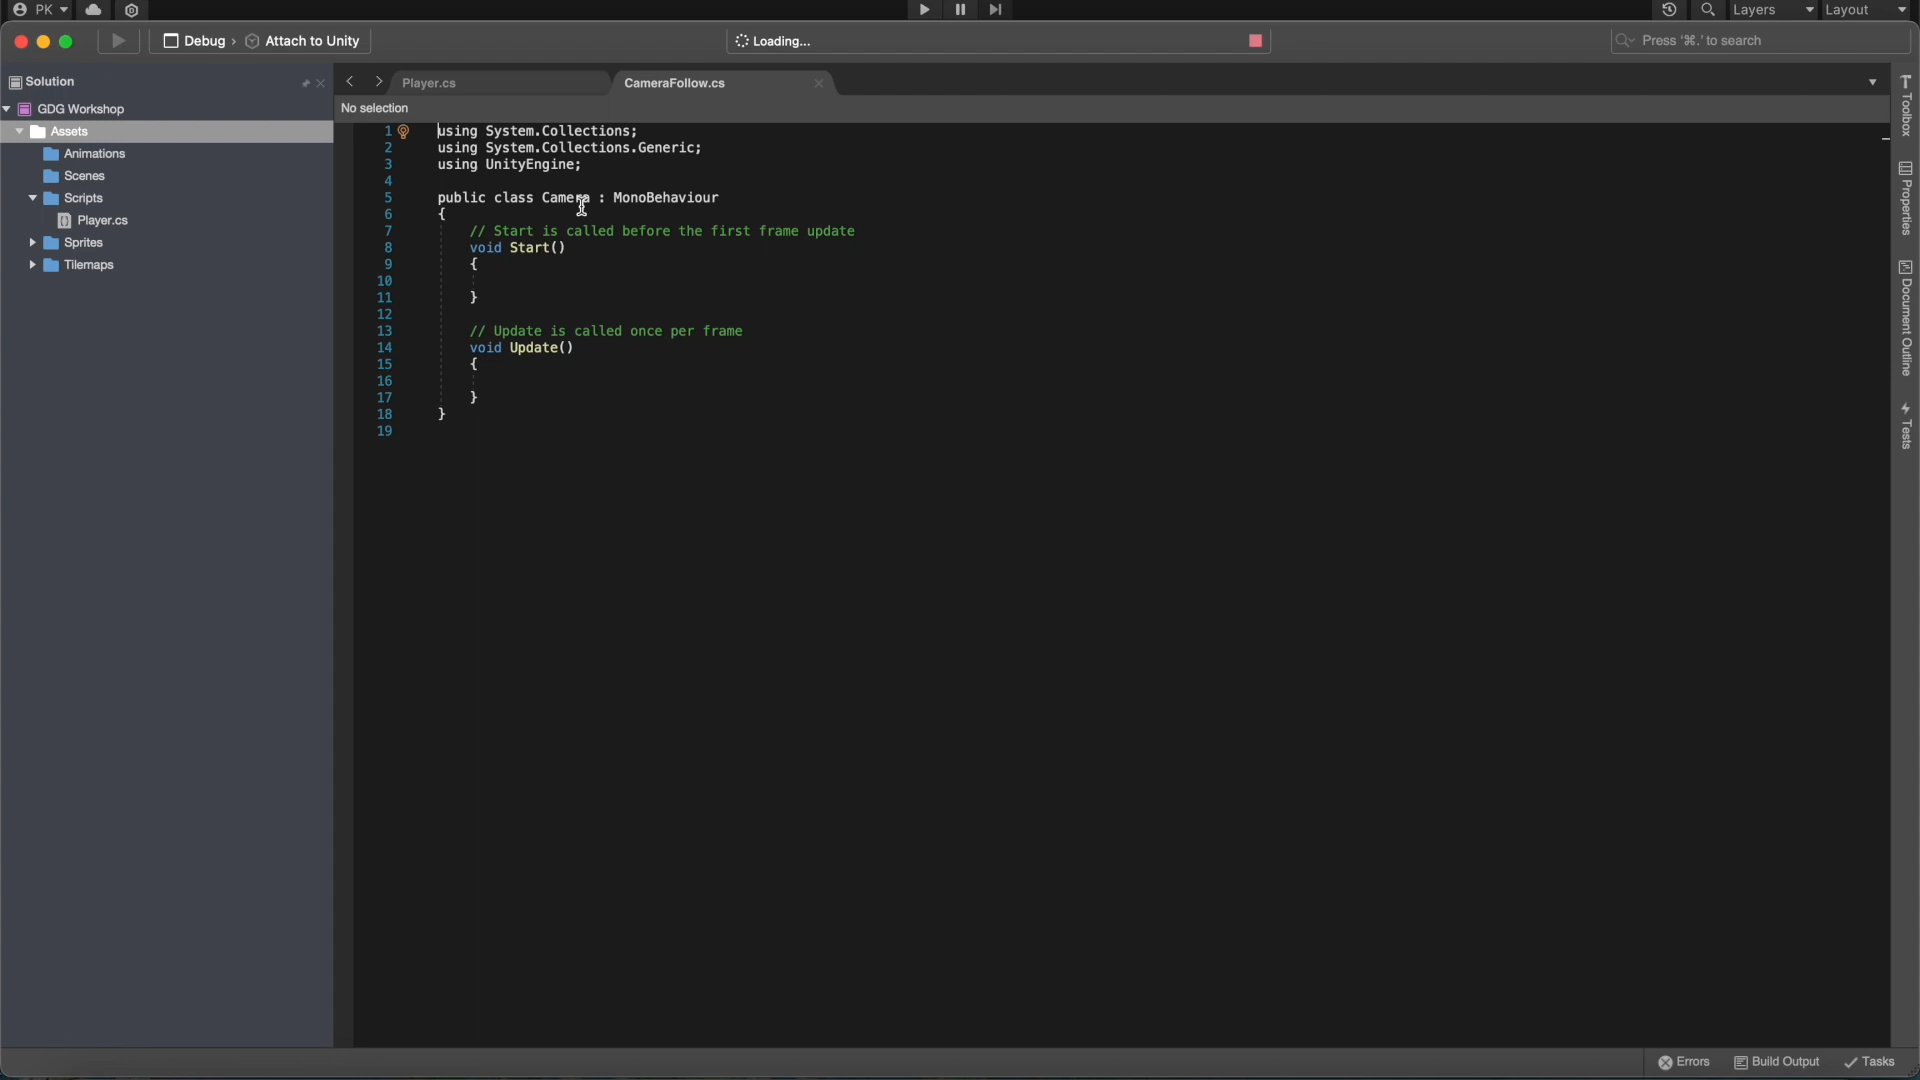 PK
Layers
Layout
Debug › Attach to Unity
Loading...
Press '⌘.' to search
Solution
GDG Workshop
Assets
Animations
Scenes
Scripts
Player.cs
Sprites
Tilemaps
Player.cs
CameraFollow.cs
No selection
1 using System.Collections;
2 using System.Collections.Generic;
3 using UnityEngine;
4
5 public class Camera : MonoBehaviour
6 {
7 // Start is called before the first frame update
8 void Start()
9 {
10
11 }
12
13 // Update is called once per frame
14 void Update()
15 {
16
17 }
18 }
19
Toolbox
Properties
Document Outline
Tests
Errors
Build Output
Tasks